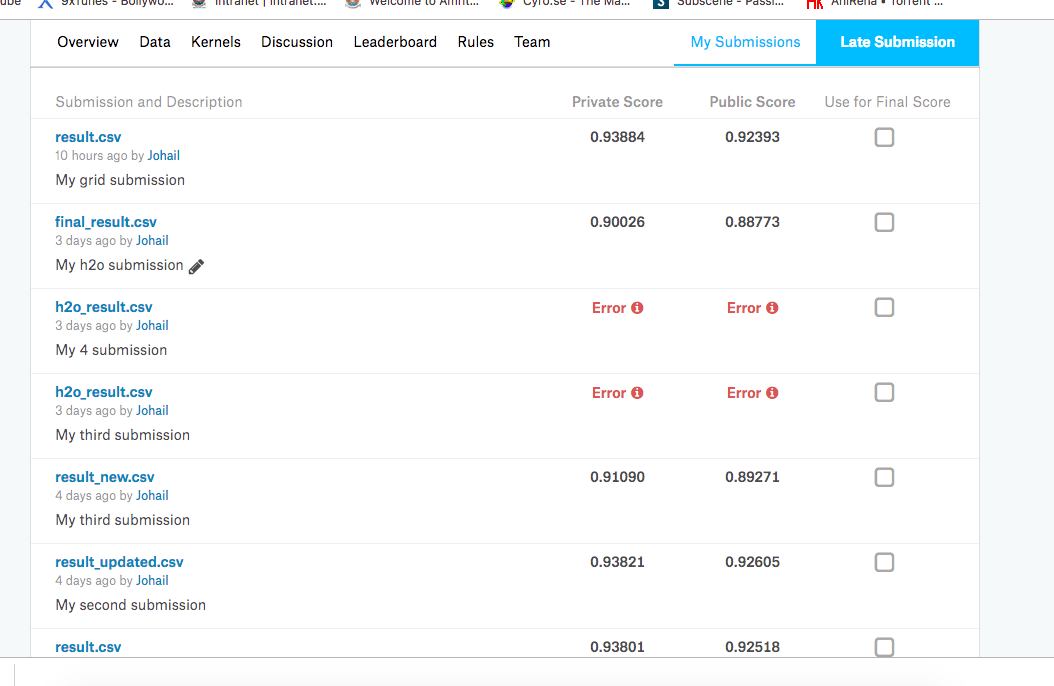 9xTunes - Bollywo...
Intranet | Intranet....
Cyro.se - The Ma...
Subscene - Passi...
AniRena • Torrent ...
Overview Data Kernels Discussion Leaderboard Rules Team My Submissions Late Submission
Submission and Description Private Score Public Score Use for Final Score
result.csv 0.93884 0.92393
10 hours ago by Johail
My grid submission
final_result.csv 0.90026 0.88773
3 days ago by Johail
My h2o submission
h2o_result.csv Error Error
3 days ago by Johail
My 4 submission
h2o_result.csv Error Error
3 days ago by Johail
My third submission
result_new.csv 0.91090 0.89271
4 days ago by Johail
My third submission
result_updated.csv 0.93821 0.92605
4 days ago by Johail
My second submission
result.csv 0.93801 0.92518